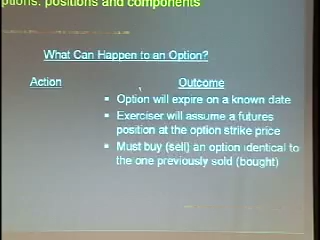 ptions: positions and components
What Can Happen to an Option?
Action
Outcome
Option will expire on a known date
Exerciser will assume a futures
position at the option strike price
Must buy (sell) an option identical to
the one previously sold (bought)